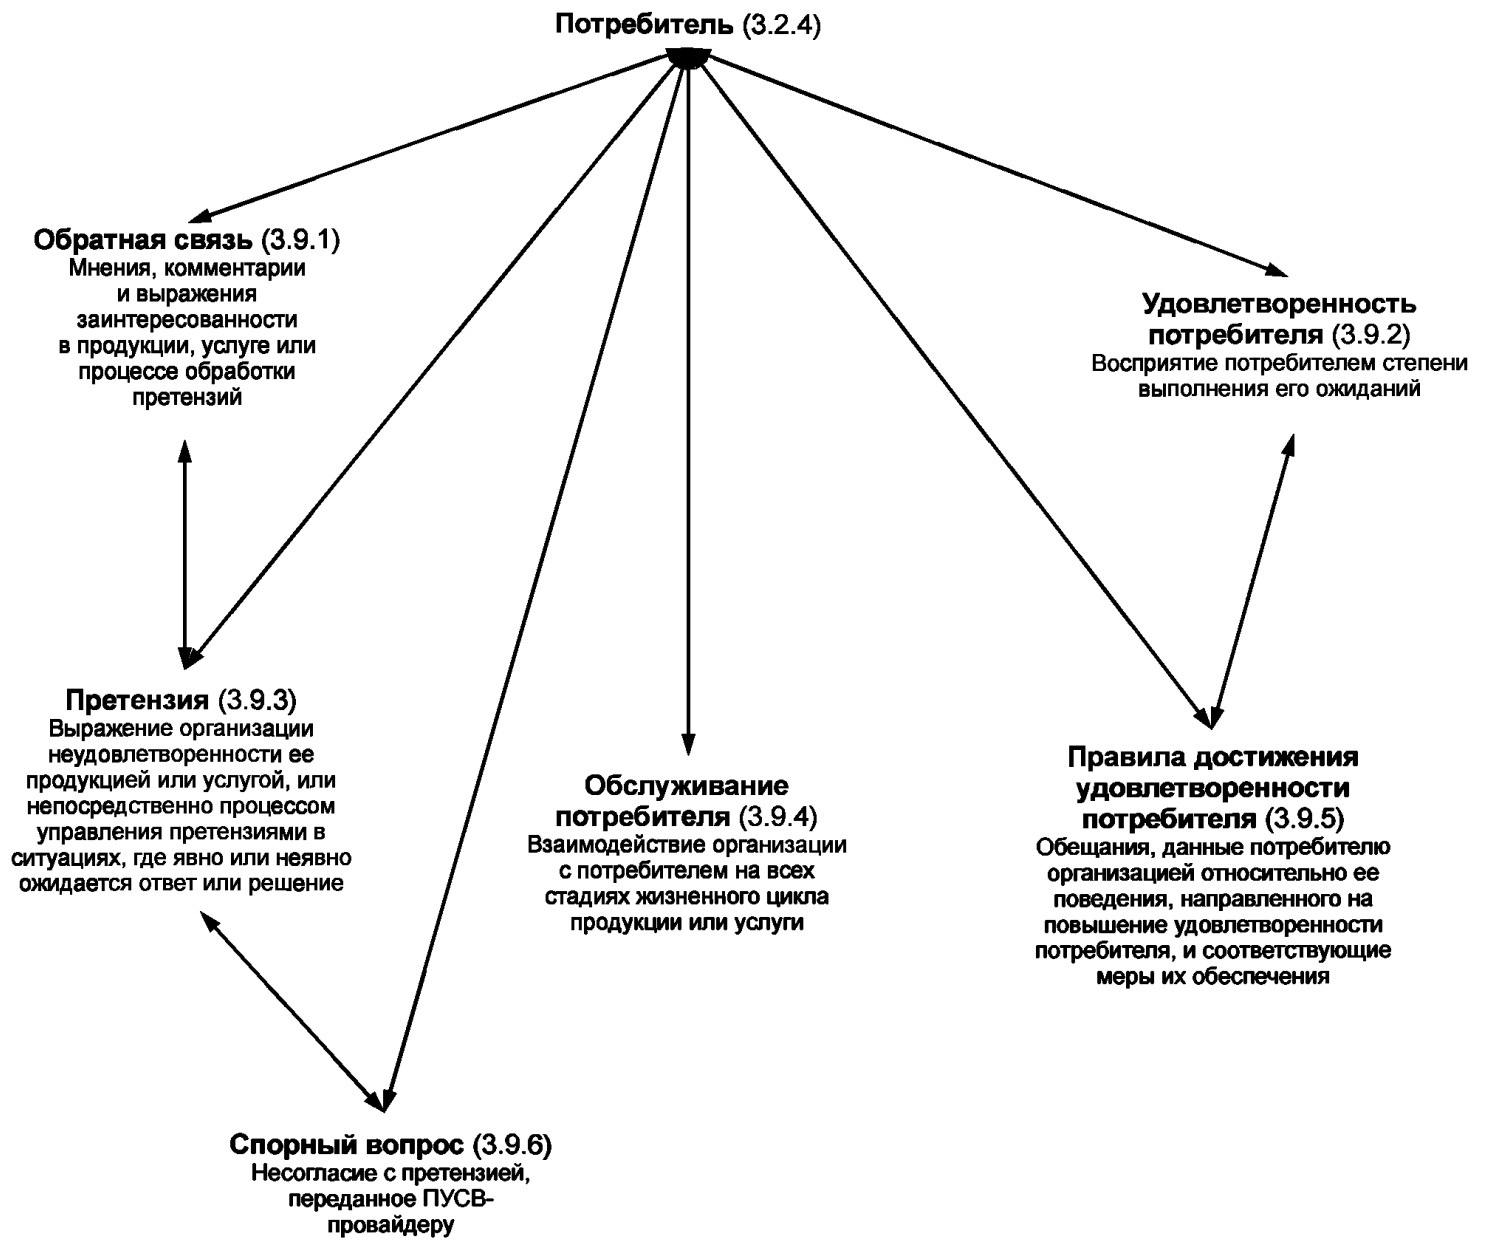 Потребитель (3.2.4)
Обратная связь (3.9.1)
Мнения, комментарии
и выражения
заинтересованности
в продукции, услуге или
процессе обработки
претензий
Удовлетворенность
потребителя (3.9.2)
Восприятие потребителем степени
выполнения его ожиданий
Претензия (3.9.3)
Выражение организации
неудовлетворенности ее
продукцией или услугой, или
непосредственно процессом
управления претензиями в
ситуациях, где явно или неявно
ожидается ответ или решение
Обслуживание
потребителя (3.9.4)
Взаимодействие организации
с потребителем на всех
стадиях жизненного цикла
продукции или услуги
Правила достижения
удовлетворенности
потребителя (3.9.5)
Обещания, данные потребителю
организацией относительно ее
поведения, направленного на
повышение удовлетворенности
потребителя, и соответствующие
меры их обеспечения
Спорный вопрос (3.9.6)
Несогласие с претензией,
переданное ПУСВ-
провайдеру